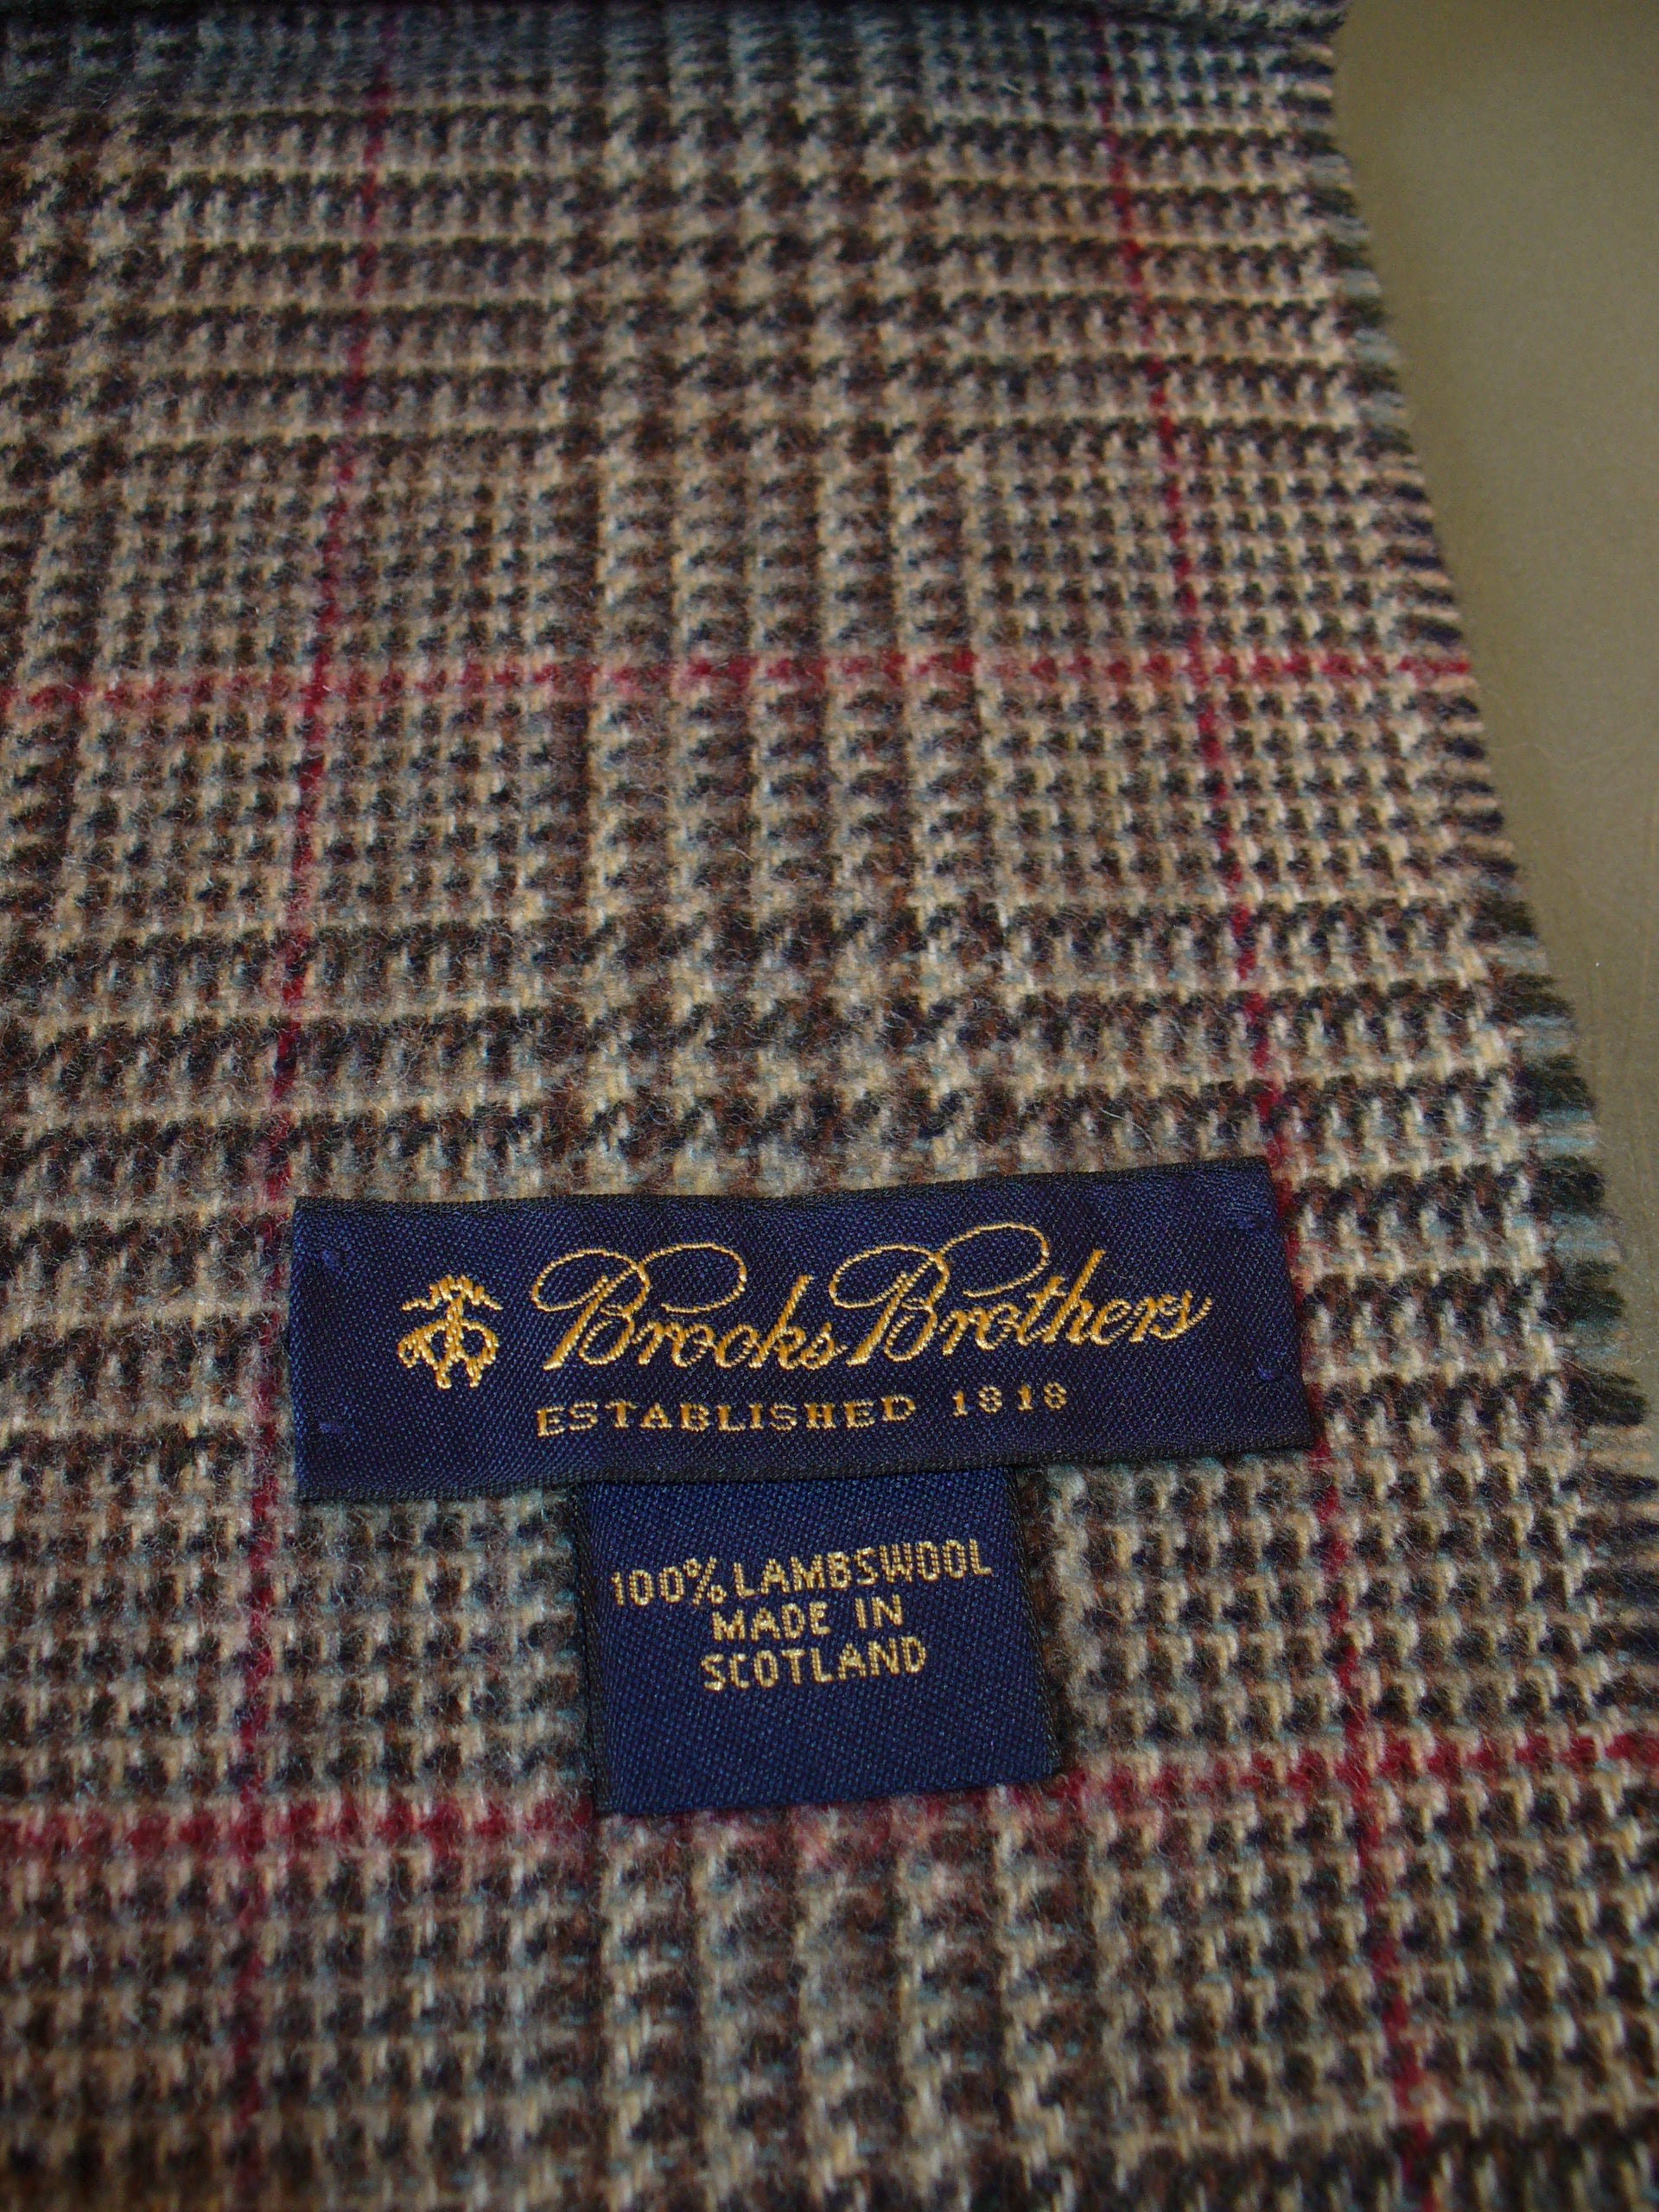 Brooks Brothers
ESTABLISHED 1818
100% LAMBSWOOL
MADE IN
SCOTLAND